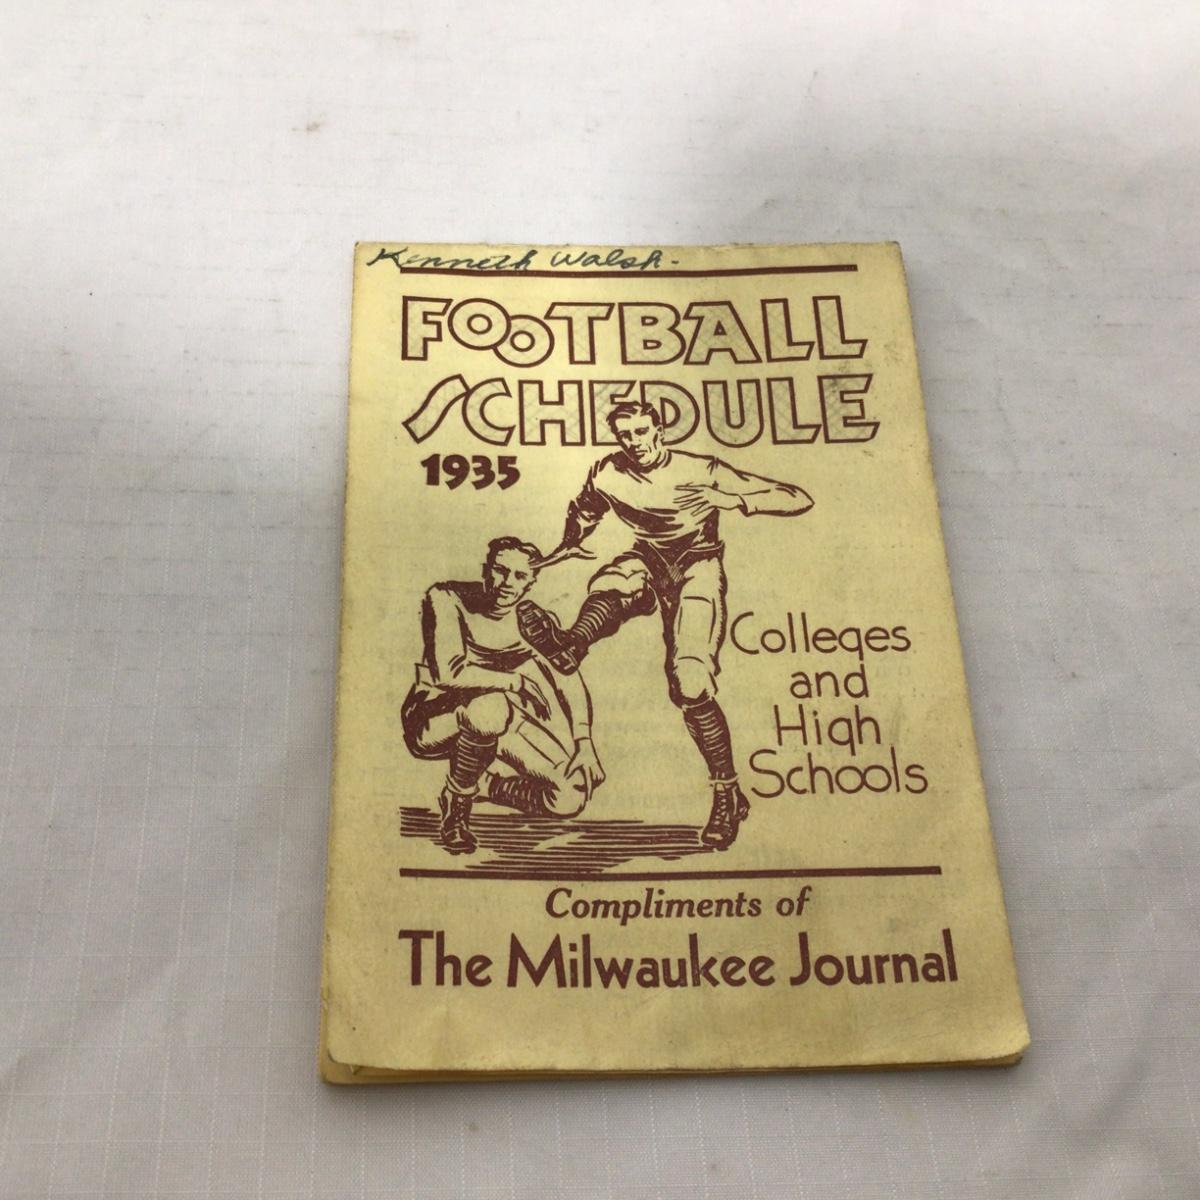 Kenneth Walsh.
FOOTBALL
SCHEDULE
1935
Colleges
and
High
Schools
Compliments of
The Milwaukee Journal